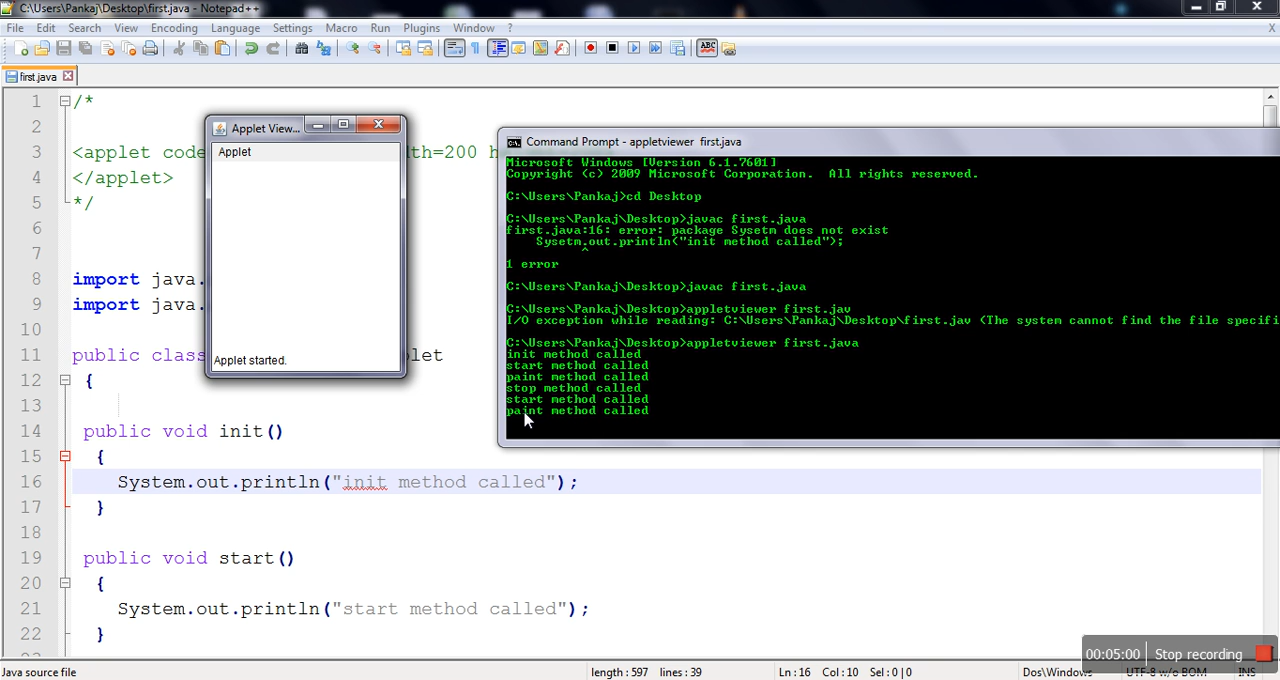 C:\Users\Pankaj\Desktop\first.java - Notepad++
File Edit Search View Encoding Language Settings Macro Run Plugins Window ? X
ABC
first.java
1 /*
2
3 <applet code th=200 h
4 </applet>
5 */
6
7
8 import java.
9 import java.
10
11 public class let
12 {
13
14 public void init()
15 {
16 System.out.println("init method called");
17 }
18
19 public void start()
20 {
21 System.out.println("start method called");
22 }
Applet View...
Applet
Applet started.
C:\. Command Prompt - appletviewer first.java
Microsoft Windows [Version 6.1.7601]
Copyright (c) 2009 Microsoft Corporation. All rights reserved.
C:\Users\Pankaj>cd Desktop
C:\Users\Pankaj\Desktop>javac first.java
first.java:16: error: package Sysetm does not exist
Sysetm.out.println("init method called");
^
1 error
C:\Users\Pankaj\Desktop>javac first.java
C:\Users\Pankaj\Desktop>appletviewer first.jav
I/O exception while reading: C:\Users\Pankaj\Desktop\first.jav (The system cannot find the file specifi
C:\Users\Pankaj\Desktop>appletviewer first.java
init method called
start method called
paint method called
stop method called
start method called
paint method called
00:05:00 Stop recording
Java source file length : 597 lines : 39 Ln : 16 Col : 10 Sel : 0 | 0 Dos\Windows UTF-8 w/o BOM INS